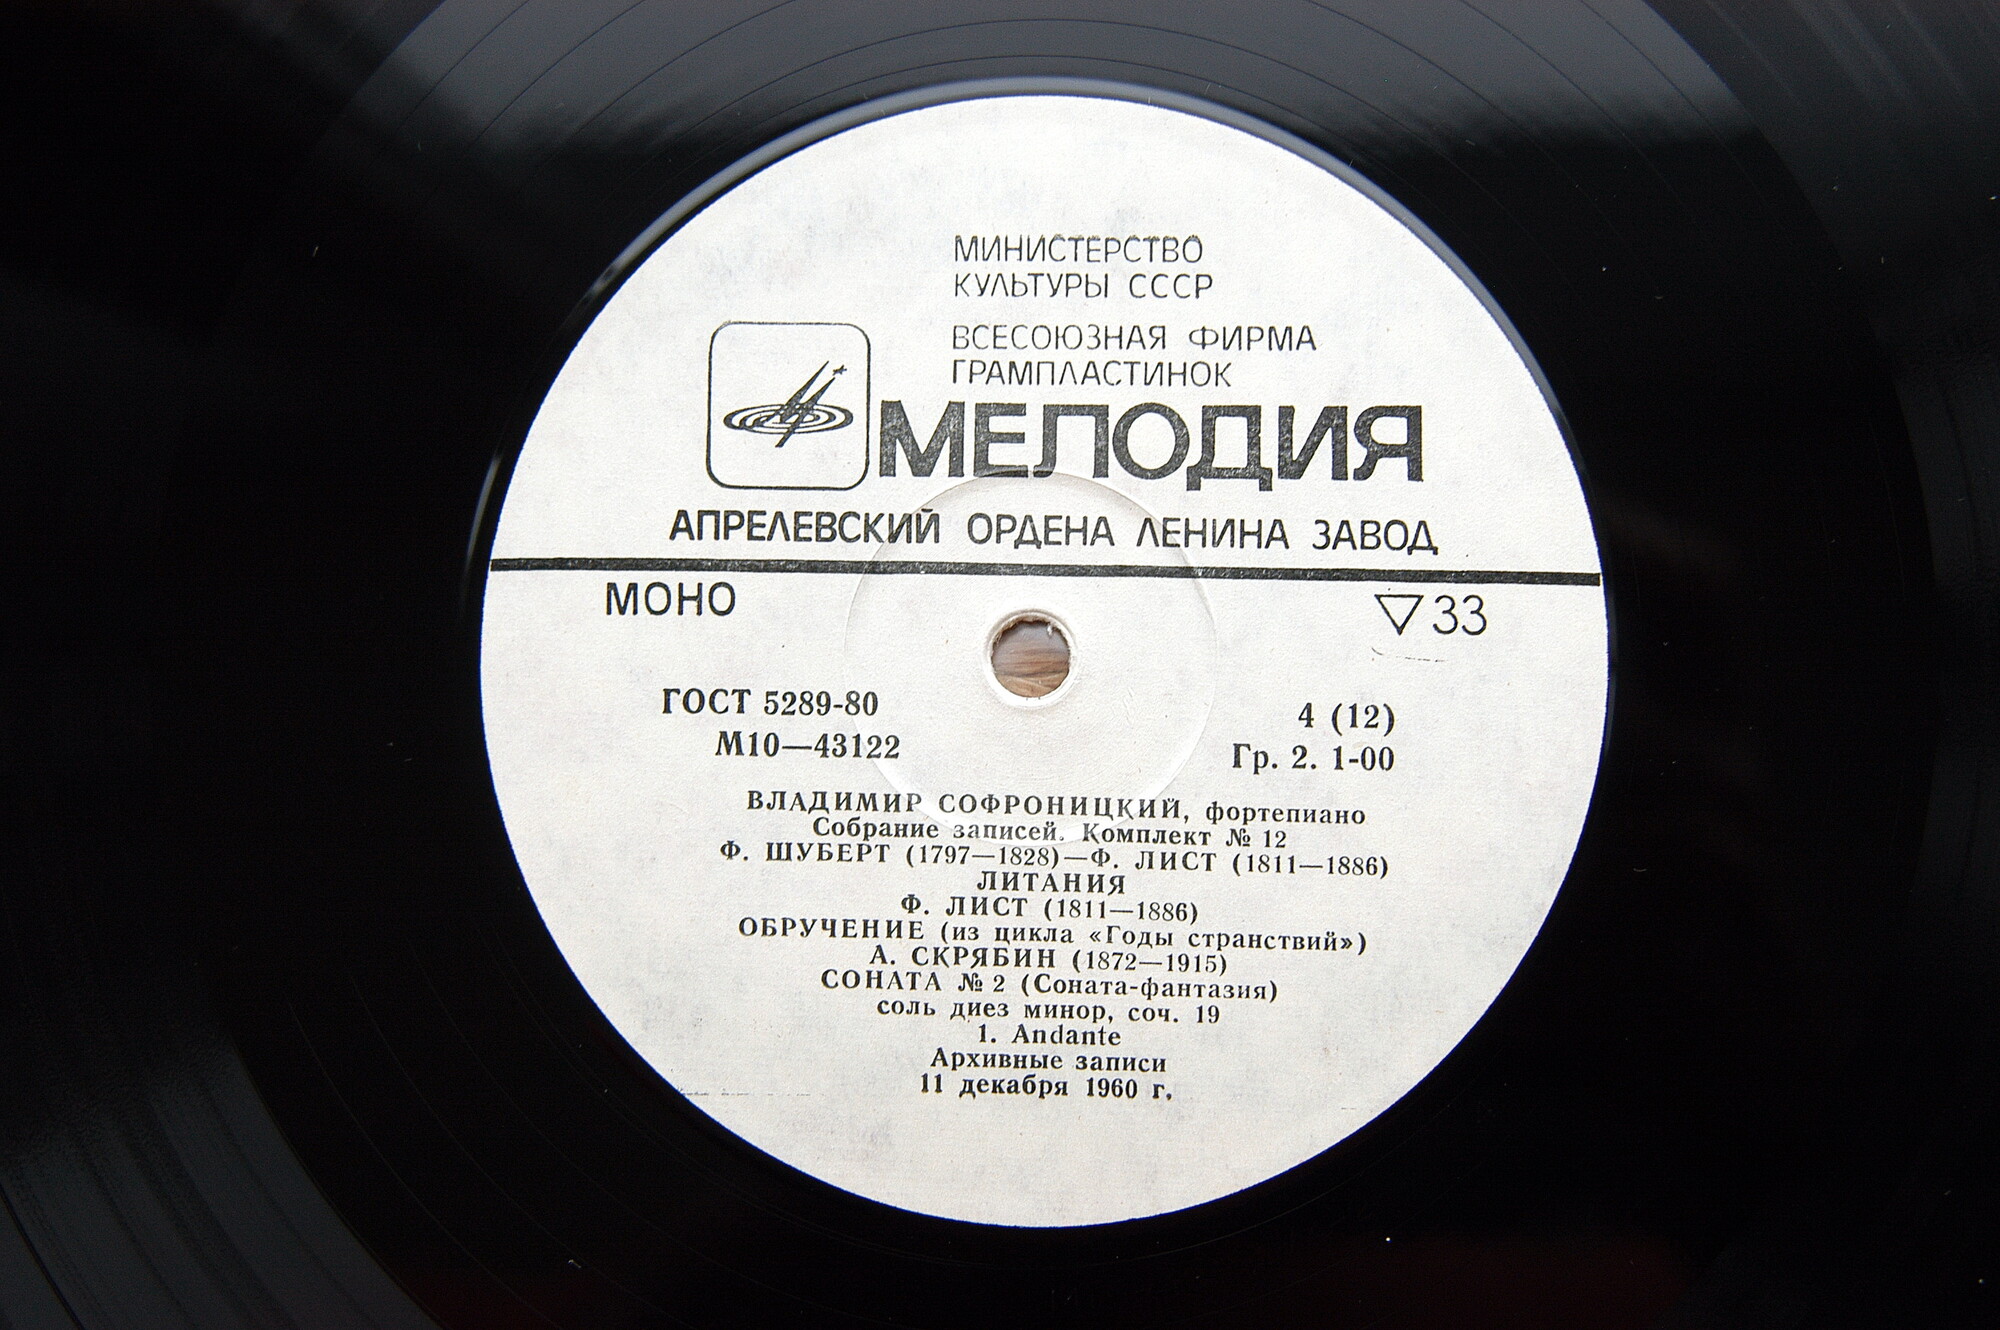 МИНИСТЕРСТВО
КУЛЬТУРЫ СССР
ВСЕСОЮЗНАЯ ФИРМА
ГРАМПЛАСТИНОК
МЕЛОДИЯ
АПРЕЛЕВСКИЙ ОРДЕНА ЛЕНИНА ЗАВОД
МОНО
▽33
ГОСТ 5289-80
4 (12)
М10—43122
Гр. 2. 1-00
ВЛАДИМИР СОФРОНИЦКИЙ, фортепиано
Собрание записей. Комплект № 12
Ф. ШУБЕРТ (1797—1828)—Ф. ЛИСТ (1811—1886)
ЛИТАНИЯ
Ф. ЛИСТ (1811—1886)
ОБРУЧЕНИЕ (из цикла «Годы странствий»)
А. СКРЯБИН (1872—1915)
СОНАТА № 2 (Соната-фантазия)
соль диез минор, соч. 19
1. Andante
Архивные записи
11 декабря 1960 г.